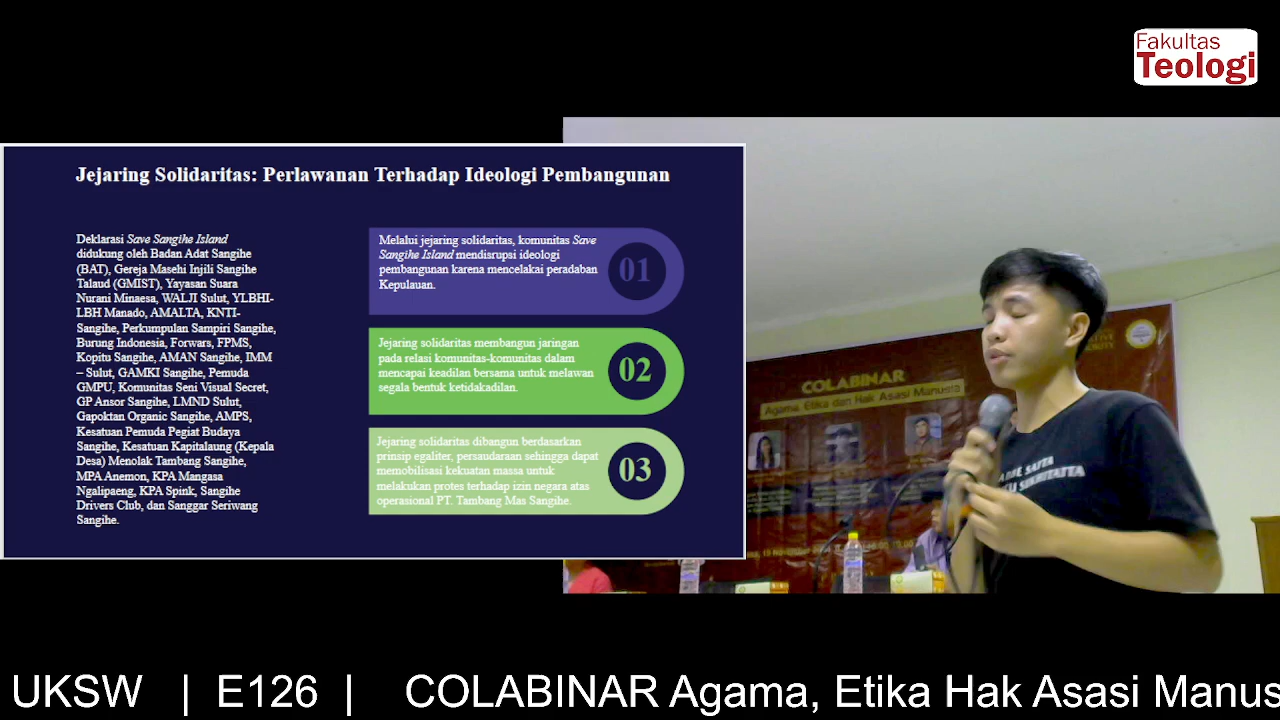 Fakultas
Teologi
Jejaring Solidaritas: Perlawanan Terhadap Ideologi Pembangunan
Deklarasi Save Sangihe Island
didukung oleh Badan Adat Sangihe
(BAT), Gereja Masehi Injili Sangihe
Talaud (GMIST), Yayasan Suara
Nurani Minaesa, WALJI Sulut, YLBHI-
LBH Manado, AMALTA, KNTI-
Sangihe, Perkumpulan Sampiri Sangihe,
Burung Indonesia, Forwars, FPMS,
Kopitu Sangihe, AMAN Sangihe, IMM
– Sulut, GAMKI Sangihe, Pemuda
GMPU, Komunitas Seni Visual Secret,
GP Ansor Sangihe, LMND Sulut,
Gapoktan Organic Sangihe, AMPS,
Kesatuan Pemuda Pegiat Budaya
Sangihe, Kesatuan Kapitalaung (Kepala
Desa) Menolak Tambang Sangihe,
MPA Anemon, KPA Mangasa
Ngalipaeng, KPA Spink, Sangihe
Drivers Club, dan Sanggar Seriwang
Sangihe.
Melalui jejaring solidaritas, komunitas Save
Sangihe Island mendisrupsi ideologi
pembangunan karena mencelakai peradaban
Kepulauan.
01
Jejaring solidaritas membangun jaringan
pada relasi komunitas-komunitas dalam
mencapai keadilan bersama untuk melawan
segala bentuk ketidakadilan.
02
Jejaring solidaritas dibangun berdasarkan
prinsip egaliter, persaudaraan sehingga dapat
memobilisasi kekuatan massa untuk
melakukan protes terhadap izin negara atas
operasional PT. Tambang Mas Sangihe.
03
COLABINAR
Agama, Etika dan Hak Asasi Manusia
UKSW | E126 | COLABINAR Agama, Etika Hak Asasi Manus